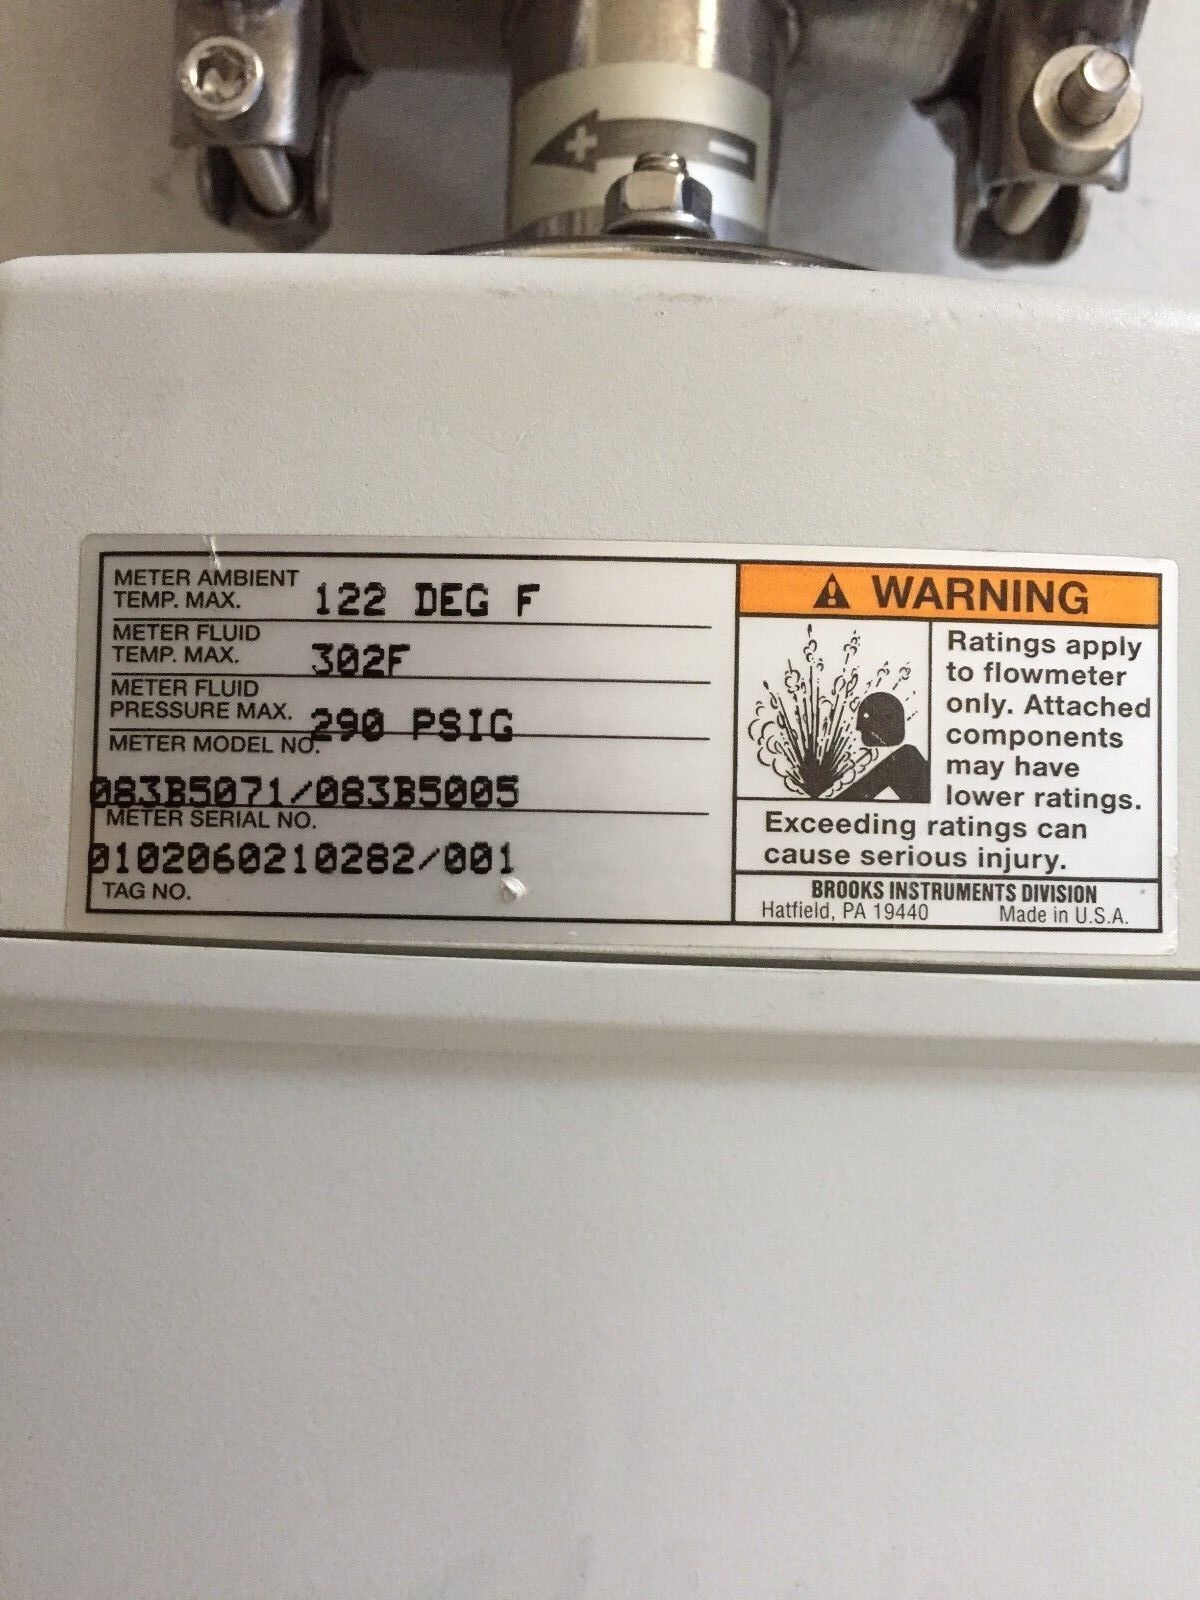 + −
METER AMBIENT
TEMP. MAX. 122 DEG F
METER FLUID
TEMP. MAX. 302F
METER FLUID
PRESSURE MAX. 290 PSIG
METER MODEL NO.
083B5071/083B5005
METER SERIAL NO.
0102060210282/001
TAG NO.
WARNING
Ratings apply
to flowmeter
only. Attached
components
may have
lower ratings.
Exceeding ratings can
cause serious injury.
BROOKS INSTRUMENTS DIVISION
Hatfield, PA 19440 Made in U.S.A.